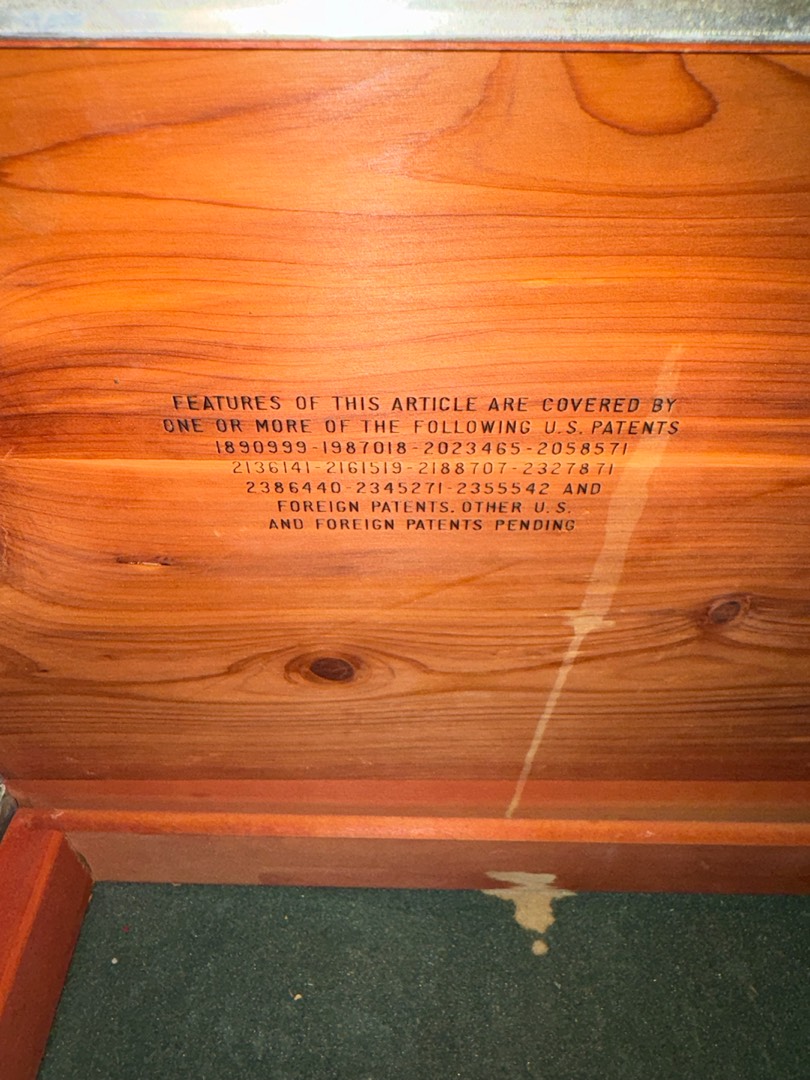 FEATURES OF THIS ARTICLE ARE COVERED BY
ONE OR MORE OF THE FOLLOWING U.S. PATENTS
1890999-1987018-2023465-2058571
2136141-2161519-2188707-2327871
2386440-2345271-2355542 AND
FOREIGN PATENTS. OTHER U.S.
AND FOREIGN PATENTS PENDING